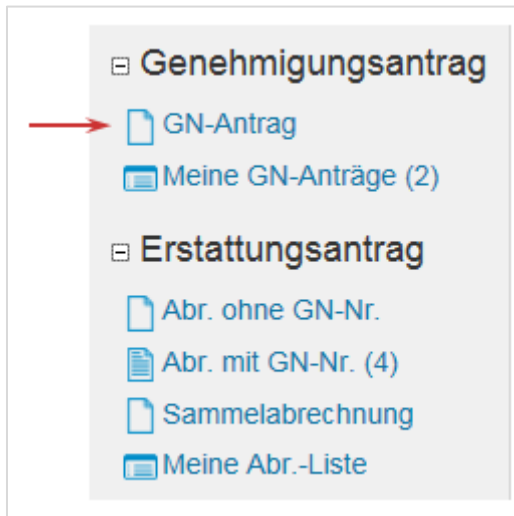 Genehmigungsantrag
GN-Antrag
Meine GN-Anträge (2)
Erstattungsantrag
Abr. ohne GN-Nr.
Abr. mit GN-Nr. (4)
Sammelabrechnung
Meine Abr.-Liste